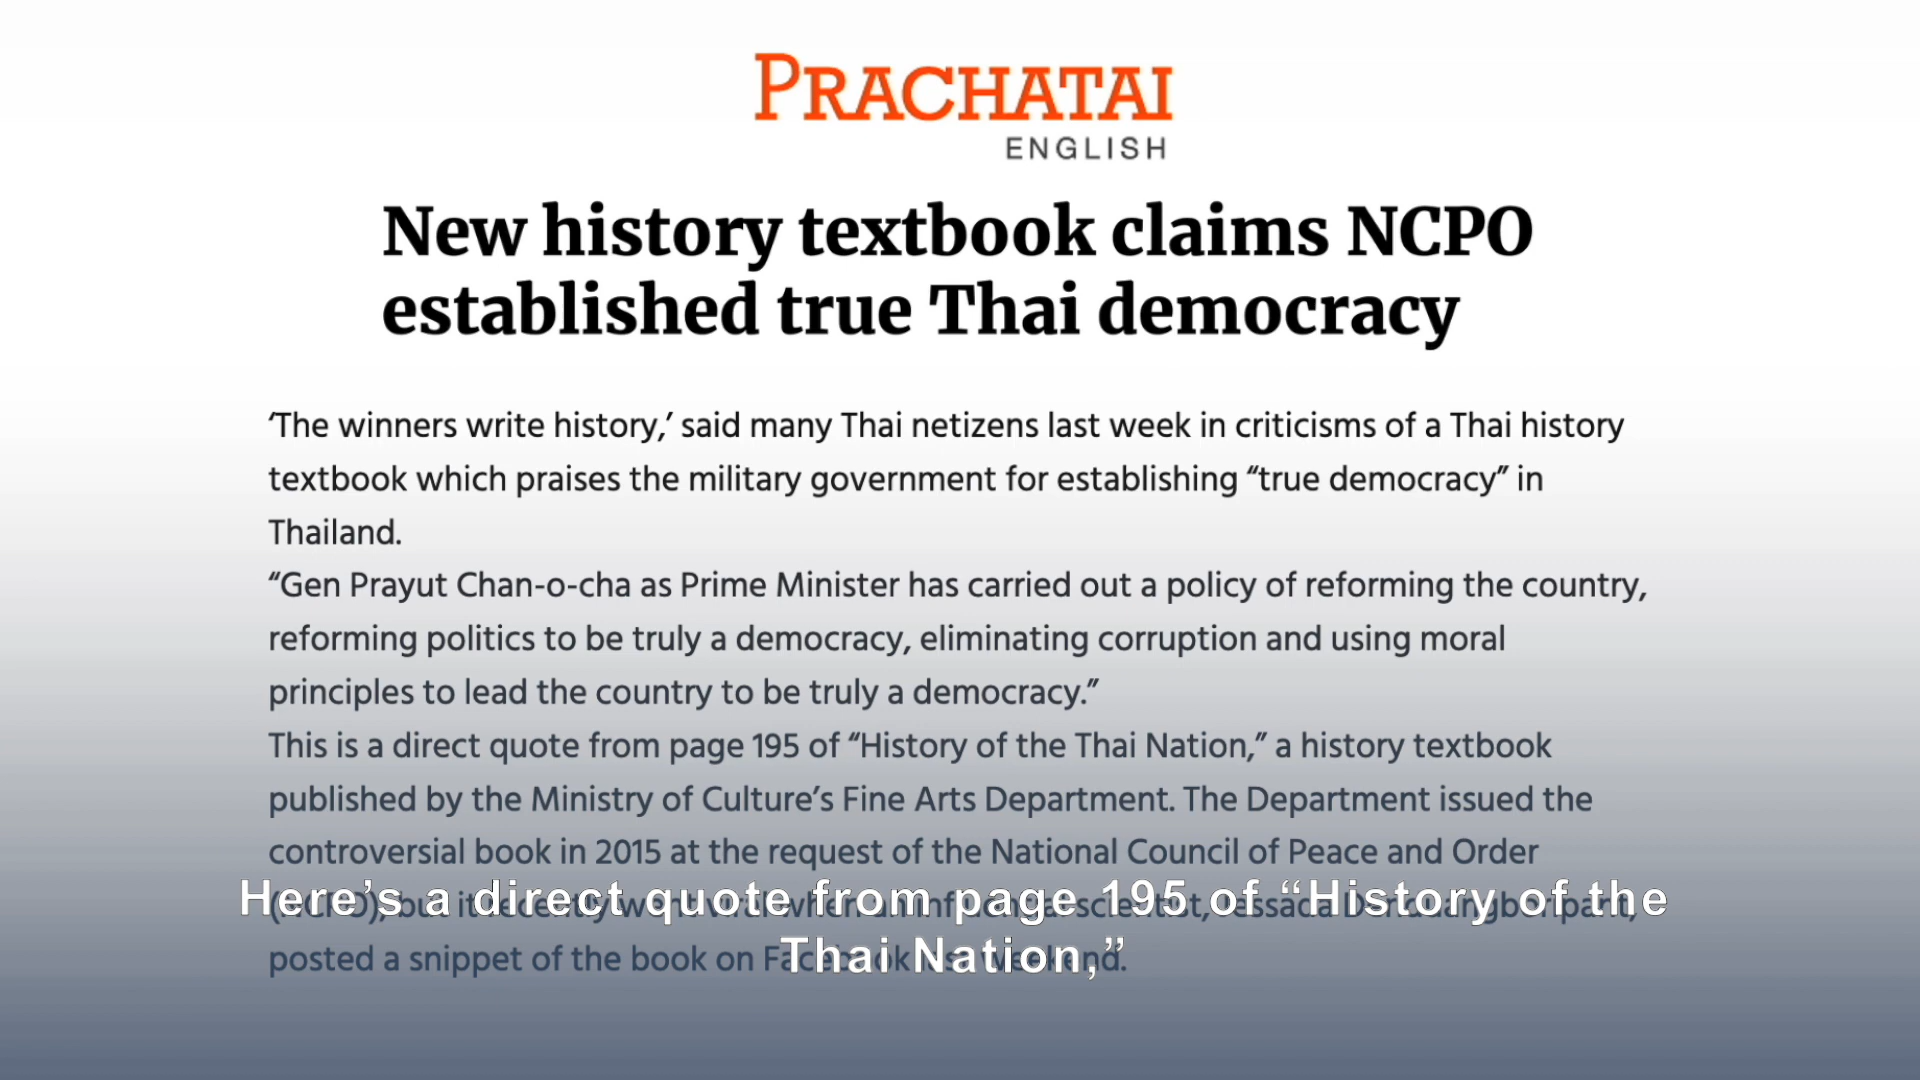 PRACHATAI
ENGLISH
New history textbook claims NCPO
established true Thai democracy
‘The winners write history,’ said many Thai netizens last week in criticisms of a Thai history
textbook which praises the military government for establishing “true democracy” in
Thailand.
“Gen Prayut Chan-o-cha as Prime Minister has carried out a policy of reforming the country,
reforming politics to be truly a democracy, eliminating corruption and using moral
principles to lead the country to be truly a democracy.”
This is a direct quote from page 195 of “History of the Thai Nation,” a history textbook
published by the Ministry of Culture’s Fine Arts Department. The Department issued the
controversial book in 2015 at the request of the National Council of Peace and Order
Here’s a direct quote from page 195 of “History of the
Thai Nation,”
posted a snippet of the book on